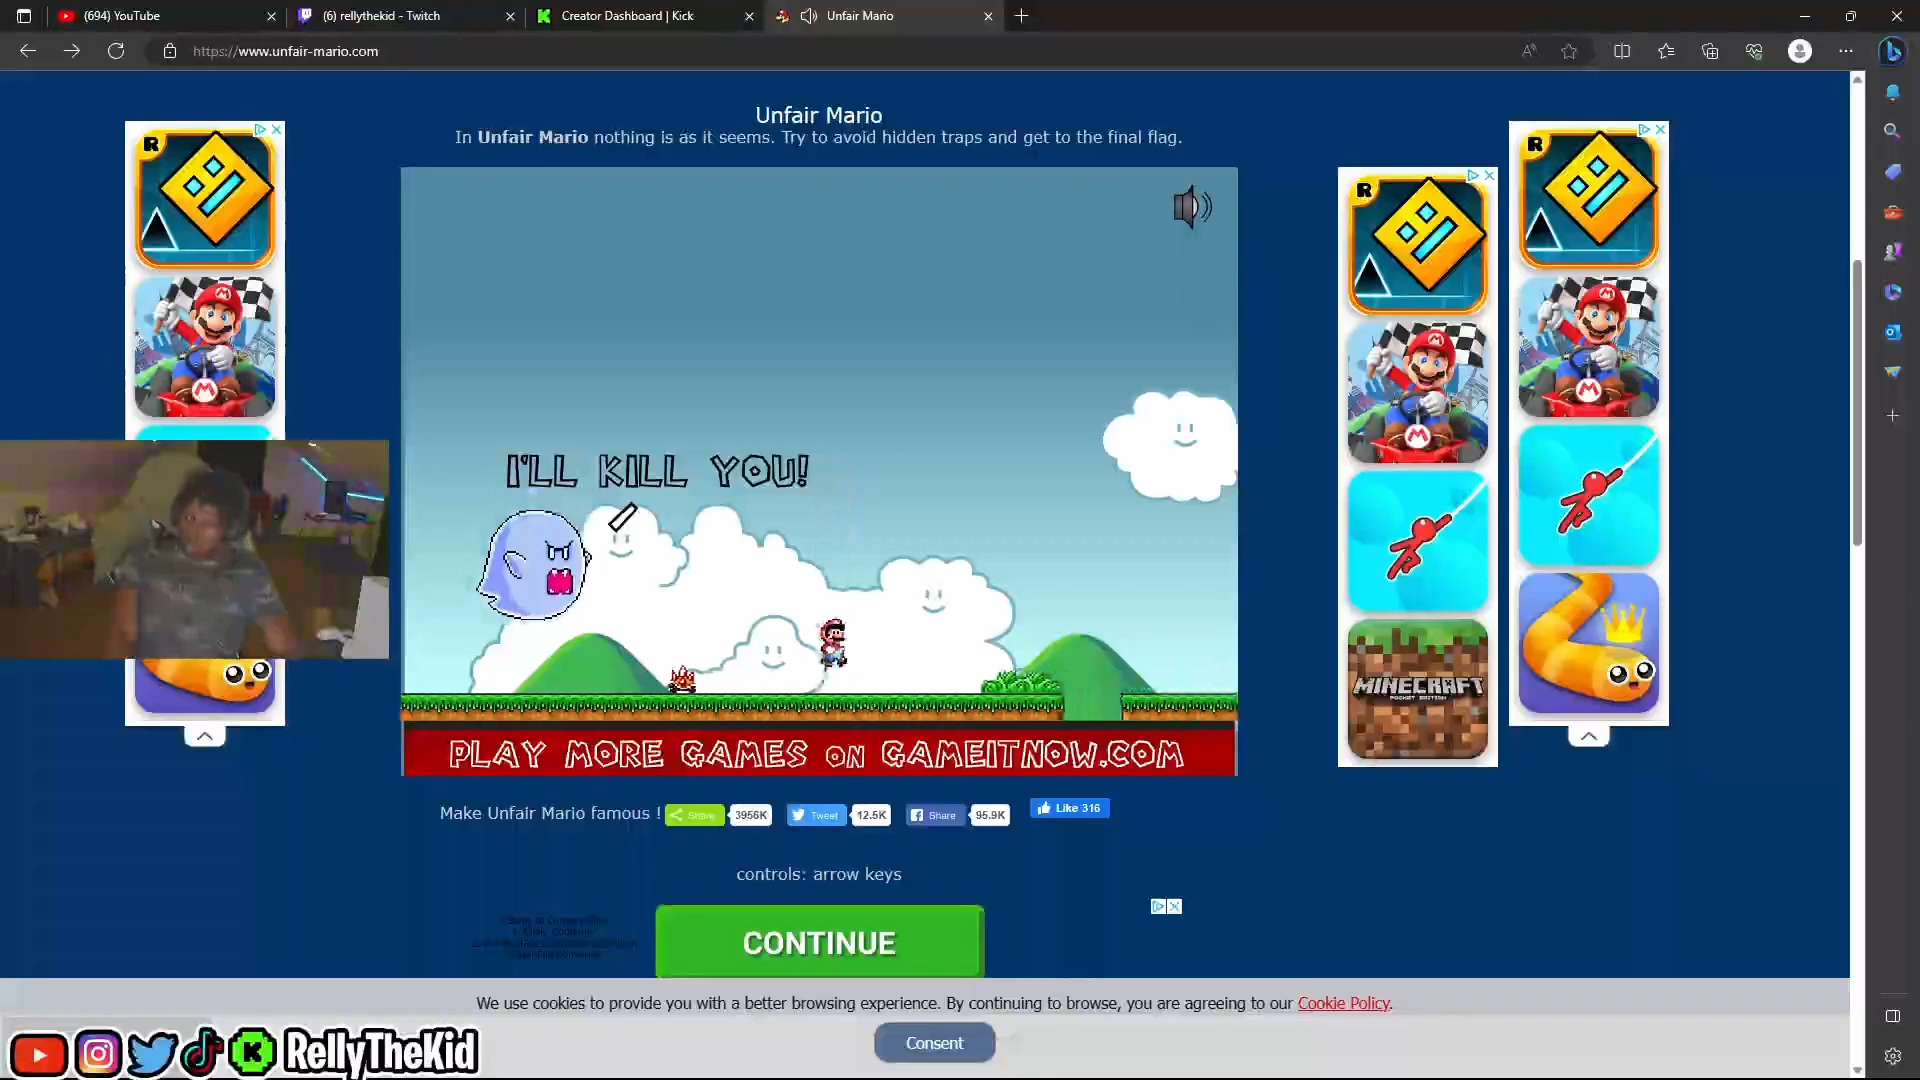 (694) YouTube
(6) rellythekid - Twitch
Creator Dashboard | Kick
Unfair Mario
https://www.unfair-mario.com
Unfair Mario
In Unfair Mario nothing is as it seems. Try to avoid hidden traps and get to the final flag.
R
R
R
M
M
M
I'LL KILL YOU!
MINECRAFT
POCKET EDITION
PLAY MORE GAMES ON GAMEITNOW.COM
Make Unfair Mario famous ! Share 3956K Tweet 12.5K Share 95.9K Like 316
controls: arrow keys
CONTINUE
We use cookies to provide you with a better browsing experience. By continuing to browse, you are agreeing to our Cookie Policy.
Consent
RellyTheKid